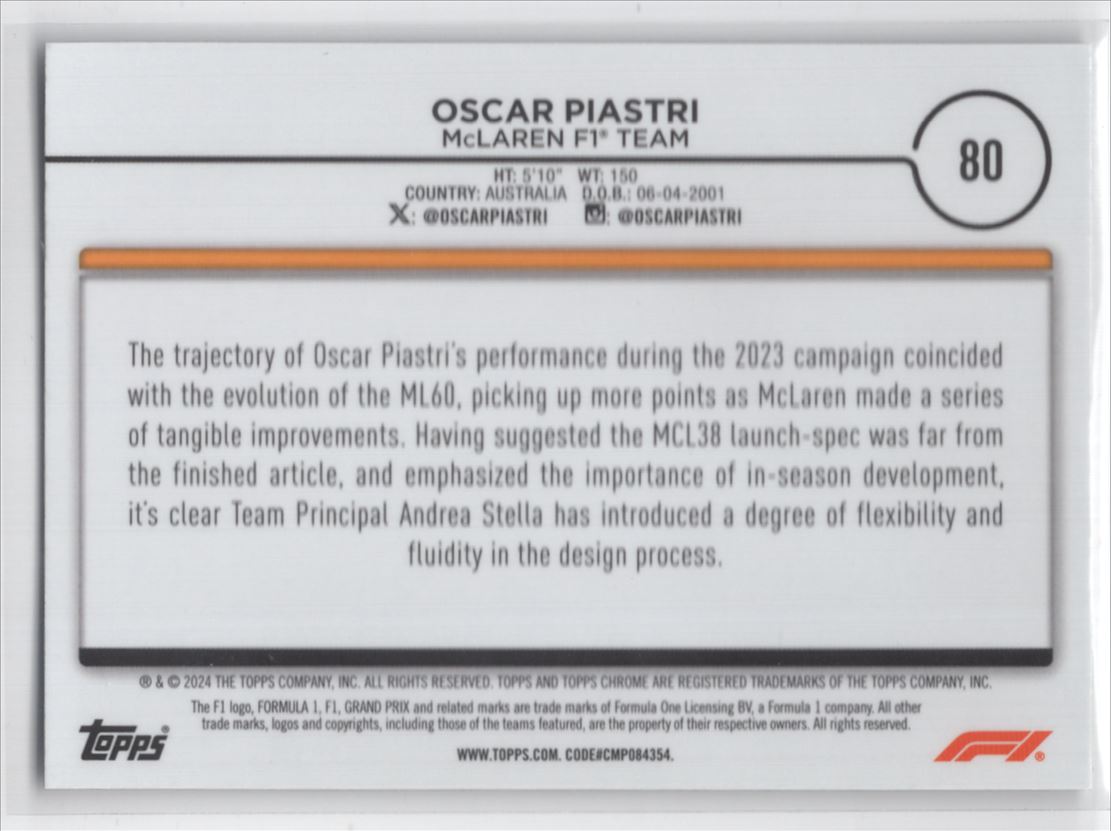 OSCAR PIASTRI
McLAREN F1® TEAM
80
HT: 5'10" WT: 150
COUNTRY: AUSTRALIA D.O.B.: 06-04-2001
X: @OSCARPIASTRI : @OSCARPIASTRI
The trajectory of Oscar Piastri's performance during the 2023 campaign coincided
with the evolution of the ML60, picking up more points as McLaren made a series
of tangible improvements. Having suggested the MCL38 launch-spec was far from
the finished article, and emphasized the importance of in-season development,
it's clear Team Principal Andrea Stella has introduced a degree of flexibility and
fluidity in the design process.
® & © 2024 THE TOPPS COMPANY, INC. ALL RIGHTS RESERVED. TOPPS AND TOPPS CHROME ARE REGISTERED TRADEMARKS OF THE TOPPS COMPANY, INC.
The F1 logo, FORMULA 1, F1, GRAND PRIX and related marks are trade marks of Formula One Licensing BV, a Formula 1 company. All other
trade marks, logos and copyrights, including those of the teams featured, are the property of their respective owners. All rights reserved.
topps®
WWW.TOPPS.COM. CODE#CMP084354.
F1®